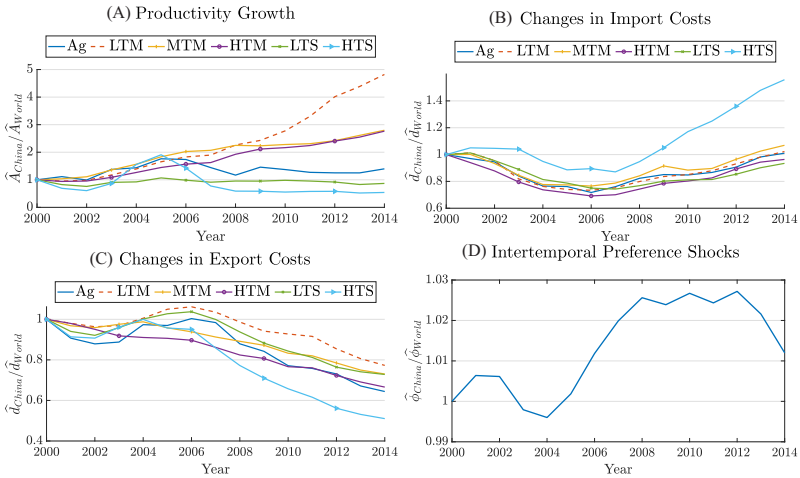 (A) Productivity Growth
Ag LTM MTM HTM LTS HTS
5
4
3
2
1
0
Â_China/Â_World
2000 2002 2004 2006 2008 2010 2012 2014
Year
(B) Changes in Import Costs
Ag LTM MTM HTM LTS HTS
1.4
1.2
1
0.8
0.6
d̂_China/d̂_World
2000 2002 2004 2006 2008 2010 2012 2014
Year
(C) Changes in Export Costs
Ag LTM MTM HTM LTS HTS
1
0.8
0.6
0.4
d̂_China/d̂_World
2000 2002 2004 2006 2008 2010 2012 2014
Year
(D) Intertemporal Preference Shocks
1.03
1.02
1.01
1
0.99
ϕ̂_China/ϕ̂_World
2000 2002 2004 2006 2008 2010 2012 2014
Year